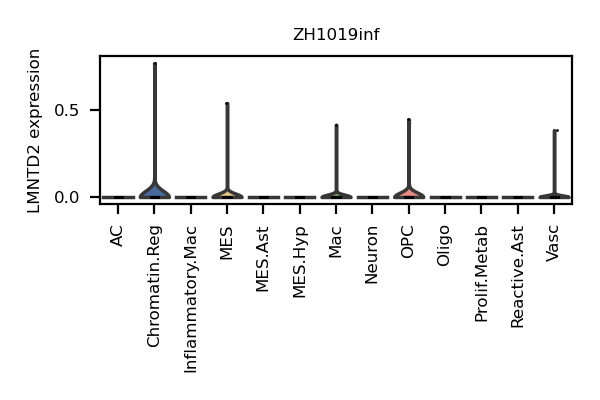 ZH1019inf
LMNTD2 expression
0.5
0.0
AC
Chromatin.Reg
Inflammatory.Mac
MES
MES.Ast
MES.Hyp
Mac
Neuron
OPC
Oligo
Prolif.Metab
Reactive.Ast
Vasc